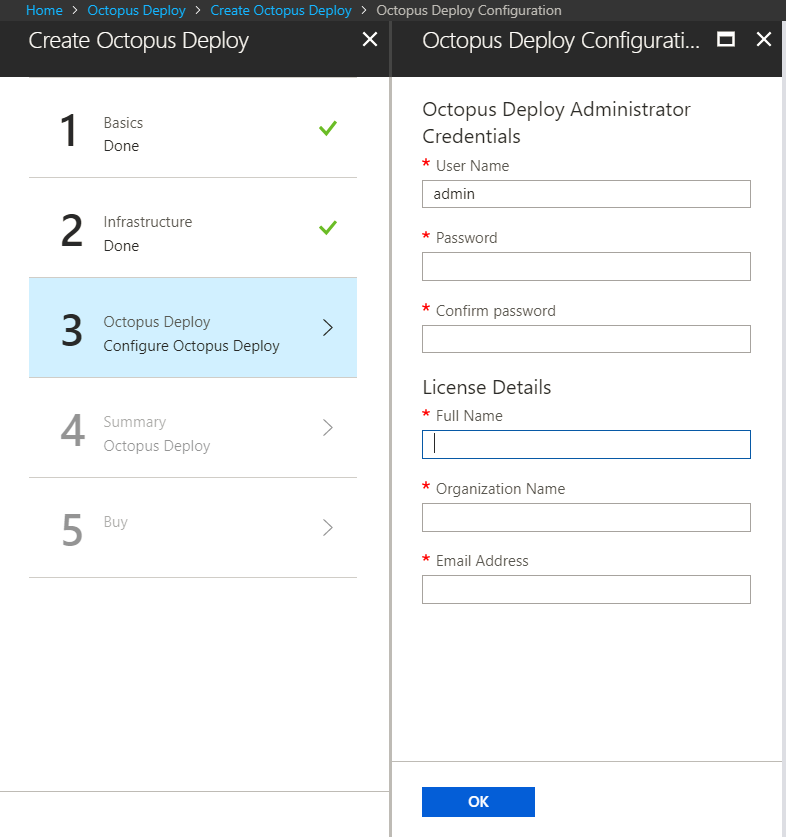 Home > Octopus Deploy > Create Octopus Deploy > Octopus Deploy Configuration
Create Octopus Deploy
1
Basics
Done
2
Infrastructure
Done
3
Octopus Deploy
Configure Octopus Deploy
4
Summary
Octopus Deploy
5
Buy
Octopus Deploy Configurati...
Octopus Deploy Administrator
Credentials
* User Name
admin
* Password
* Confirm password
License Details
* Full Name
* Organization Name
* Email Address
OK